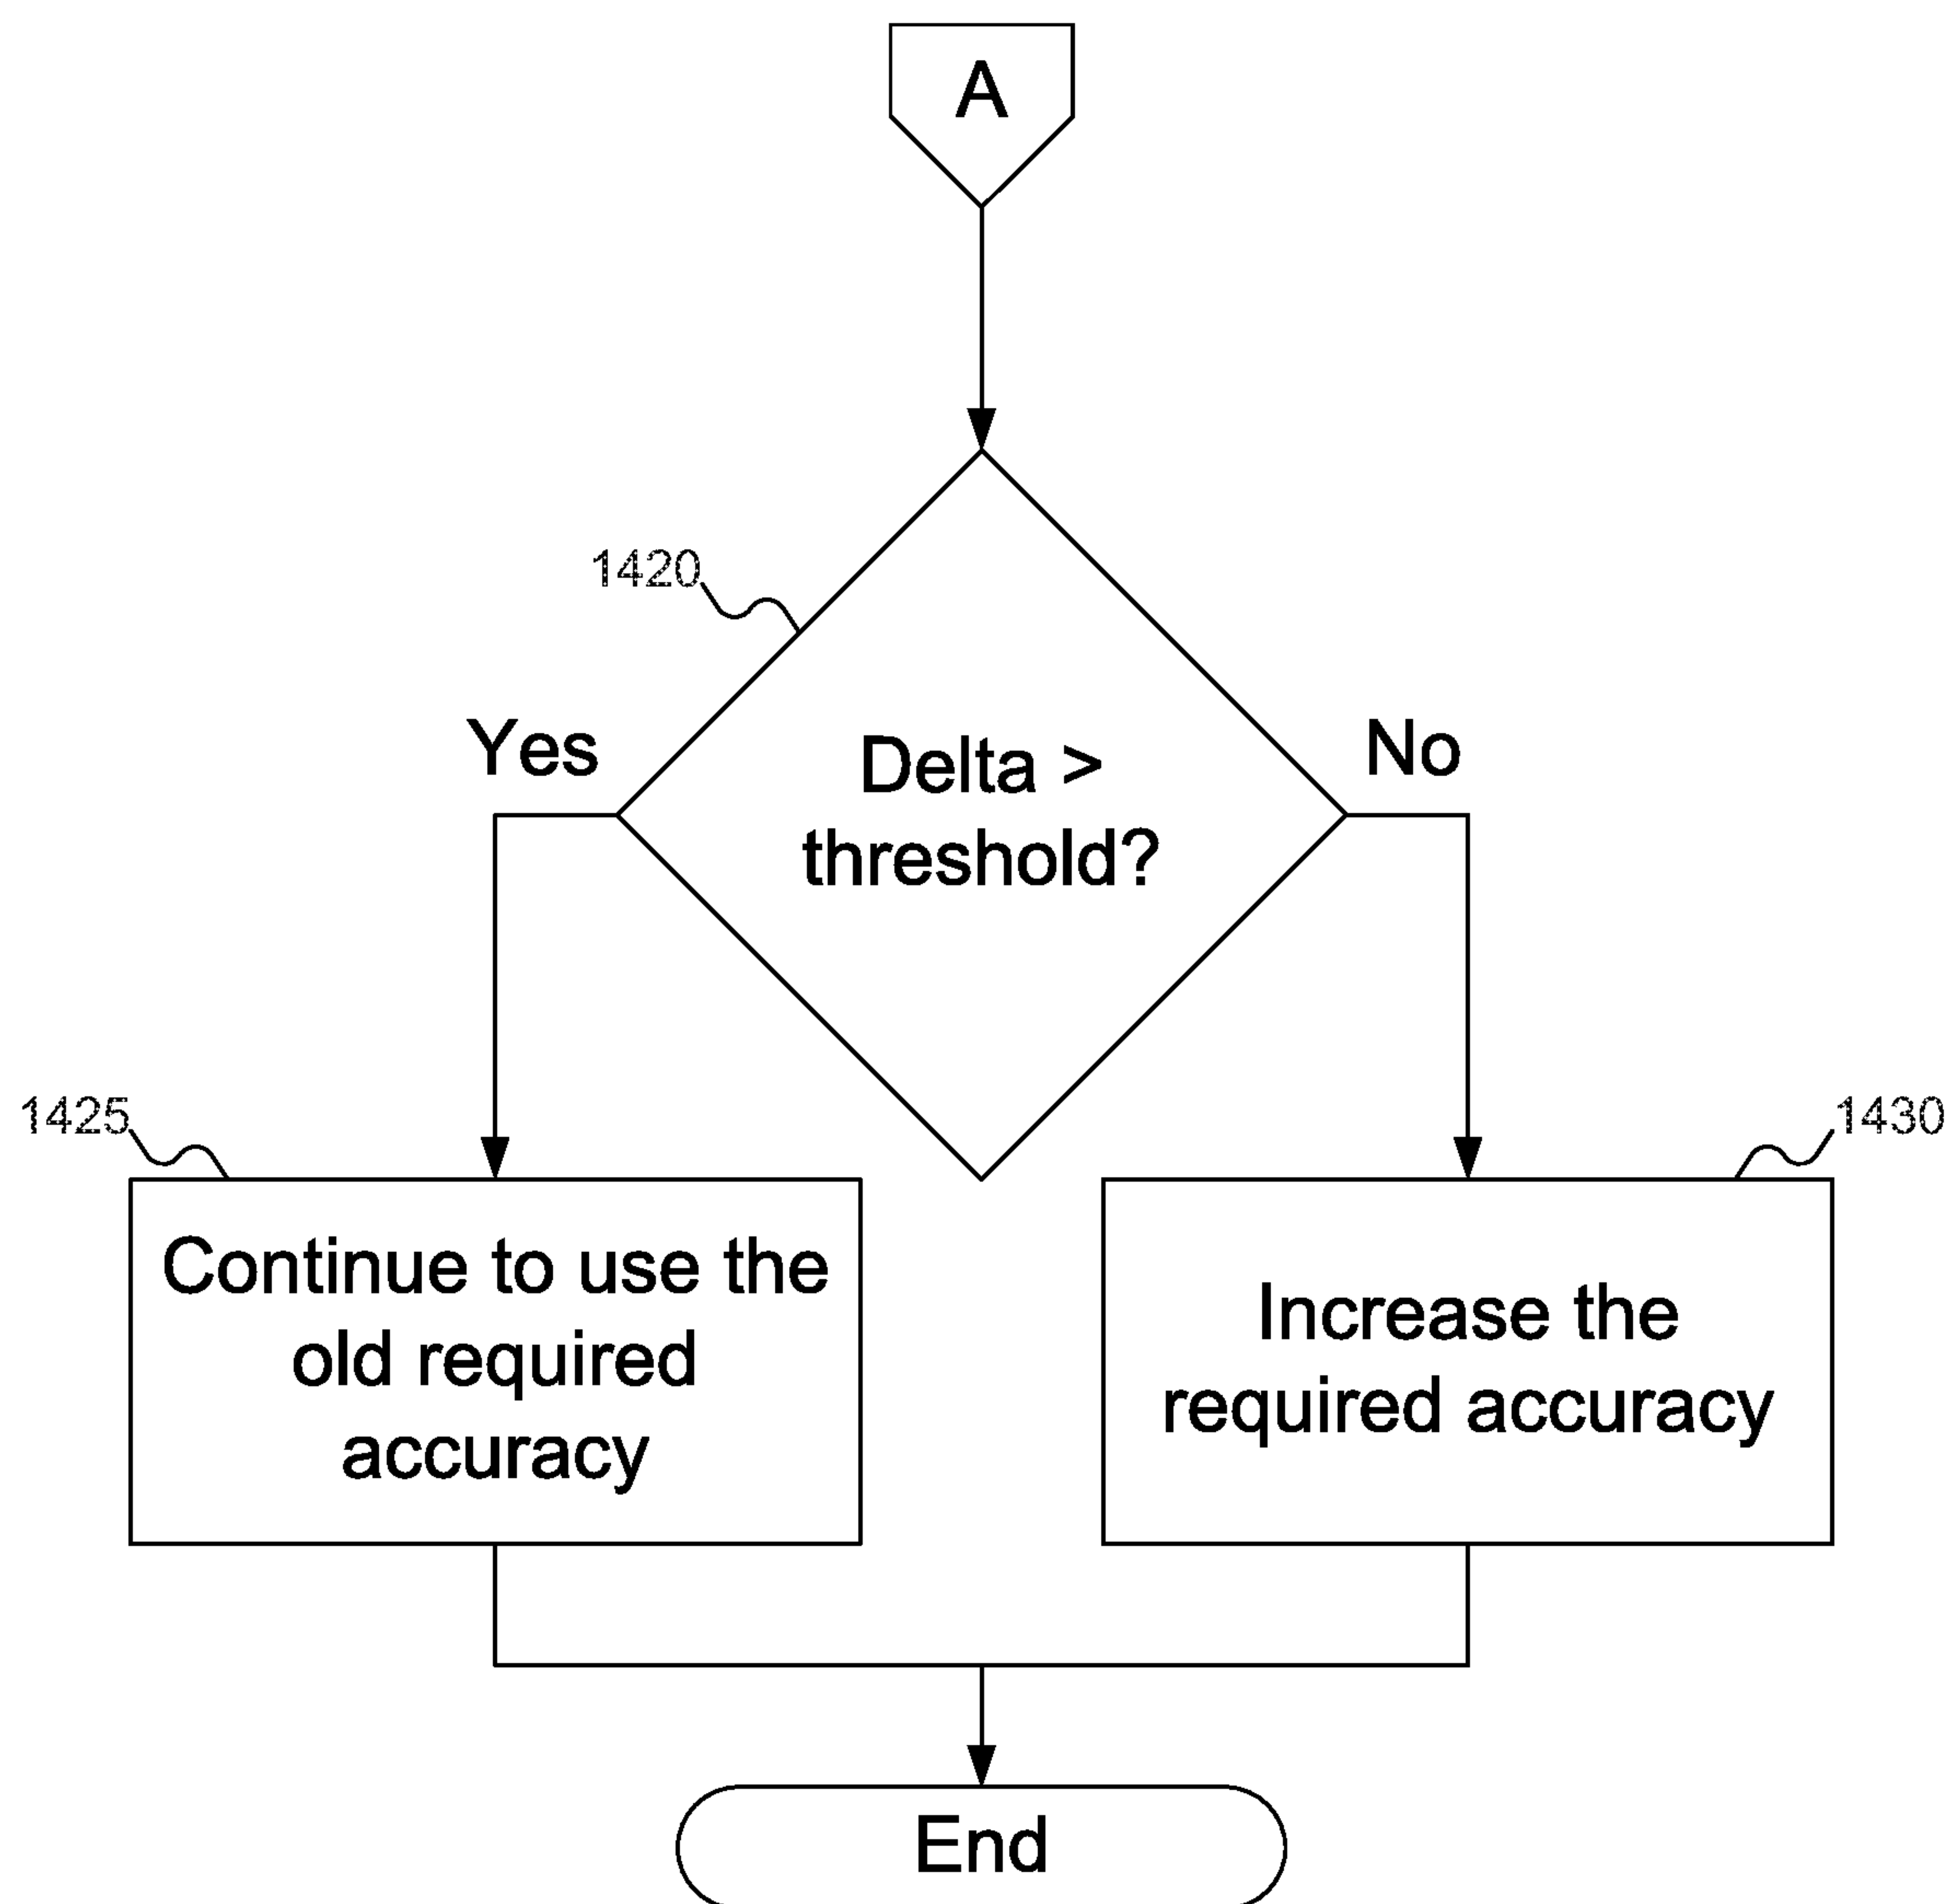 A
1420
Yes
No
Delta >
threshold?
1425
1430
Continue to use the
old required
accuracy
Increase the
required accuracy
End